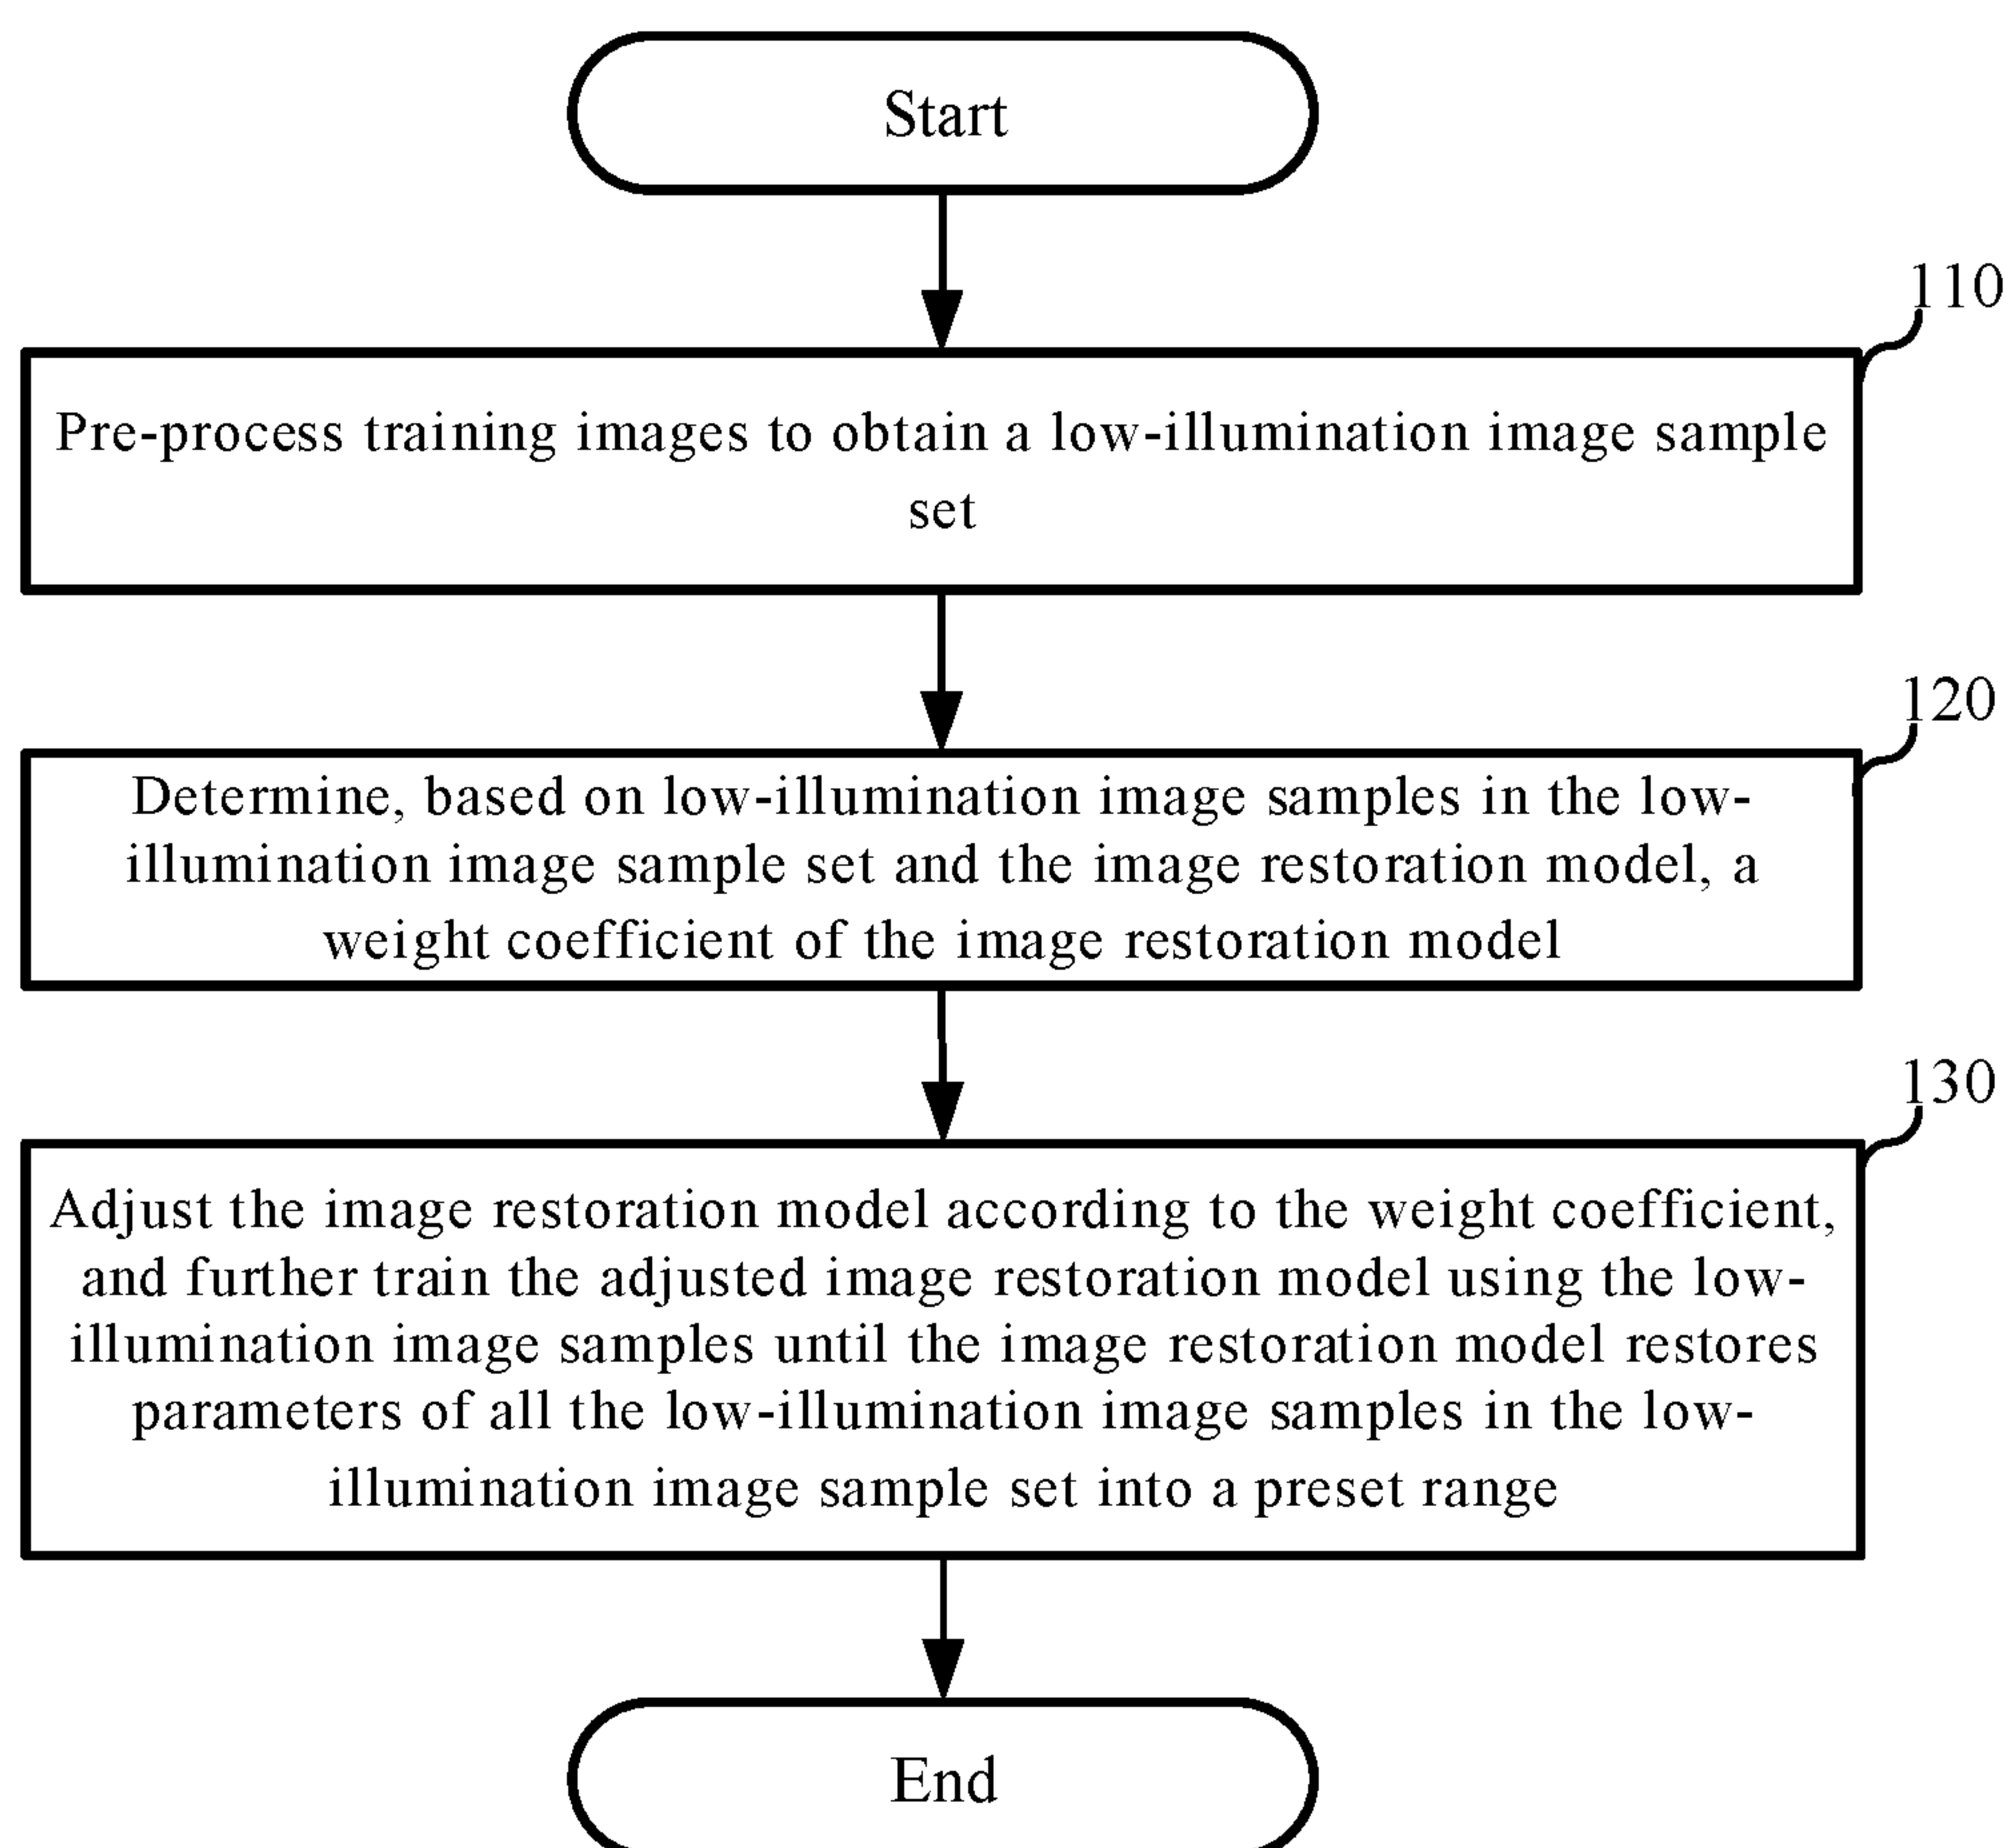 Start
110
Pre-process training images to obtain a low-illumination image sample
set
120
Determine, based on low-illumination image samples in the low-
illumination image sample set and the image restoration model, a
weight coefficient of the image restoration model
130
Adjust the image restoration model according to the weight coefficient,
and further train the adjusted image restoration model using the low-
illumination image samples until the image restoration model restores
parameters of all the low-illumination image samples in the low-
illumination image sample set into a preset range
End